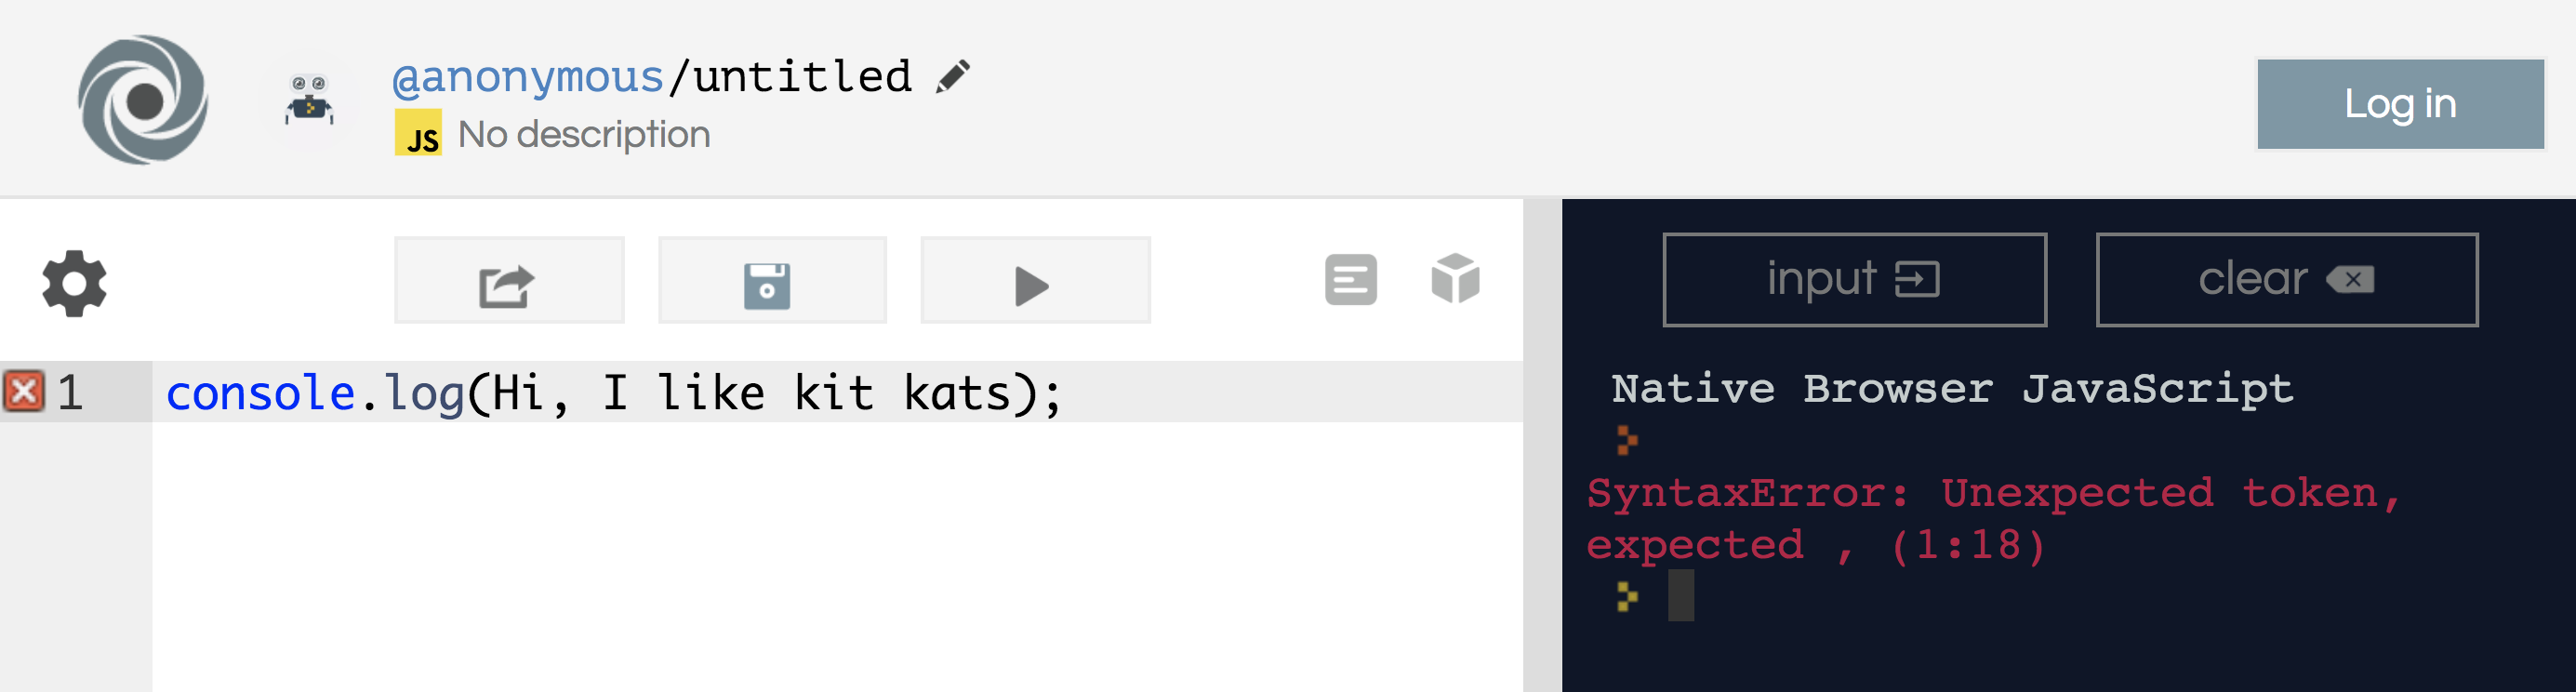 @anonymous/untitled
JS No description
Log in
input
clear
1 console.log(Hi, I like kit kats);
Native Browser JavaScript
SyntaxError: Unexpected token,
expected , (1:18)